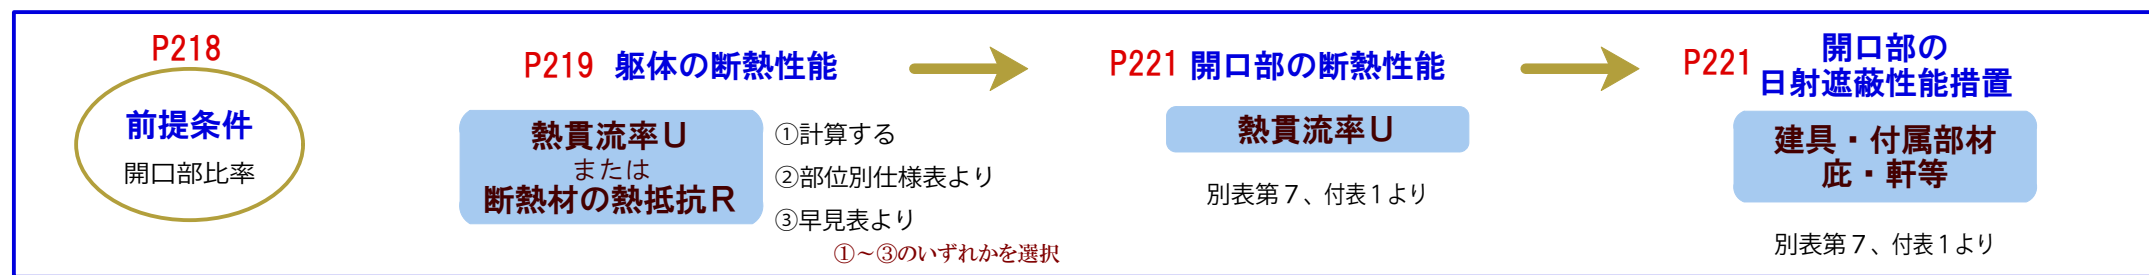 P218
前提条件
開口部比率
P219 躯体の断熱性能
熱貫流率U
または
断熱材の熱抵抗R
①計算する
②部位別仕様表より
③早見表より
①～③のいずれかを選択
P221 開口部の断熱性能
熱貫流率U
別表第7、付表1より
P221 開口部の
日射遮蔽性能措置
建具・付属部材
庇・軒等
別表第7、付表1より